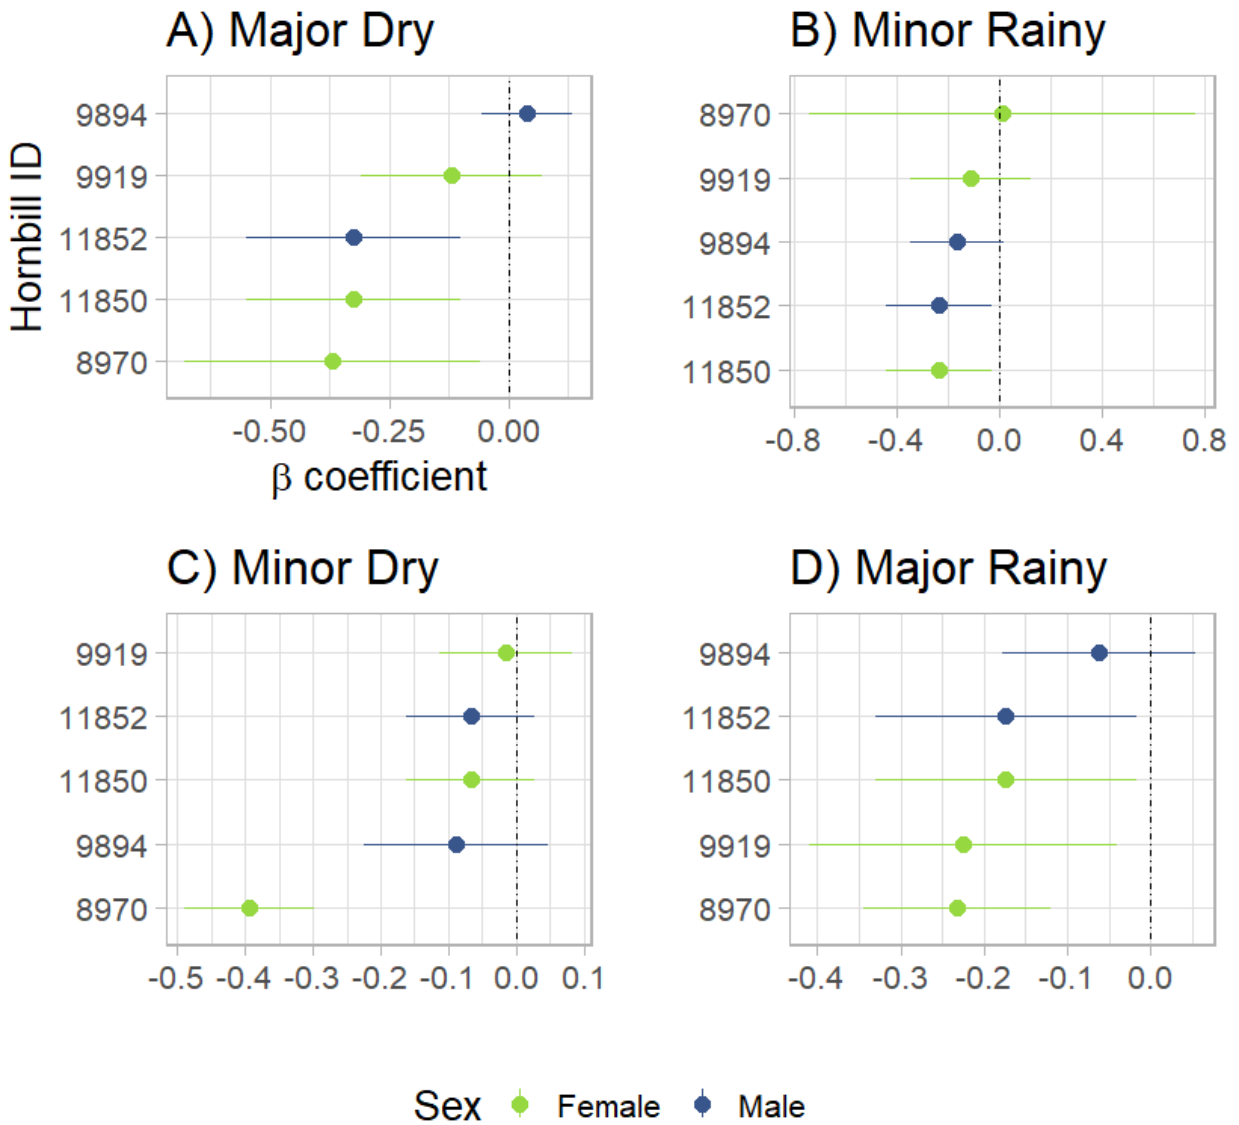 A) Major Dry
Hornbill ID
9894
9919
11852
11850
8970
-0.50 -0.25 0.00
β coefficient
B) Minor Rainy
8970
9919
9894
11852
11850
-0.8 -0.4 0.0 0.4 0.8
C) Minor Dry
9919
11852
11850
9894
8970
-0.5 -0.4 -0.3 -0.2 -0.1 0.0 0.1
D) Major Rainy
9894
11852
11850
9919
8970
-0.4 -0.3 -0.2 -0.1 0.0
Sex Female Male